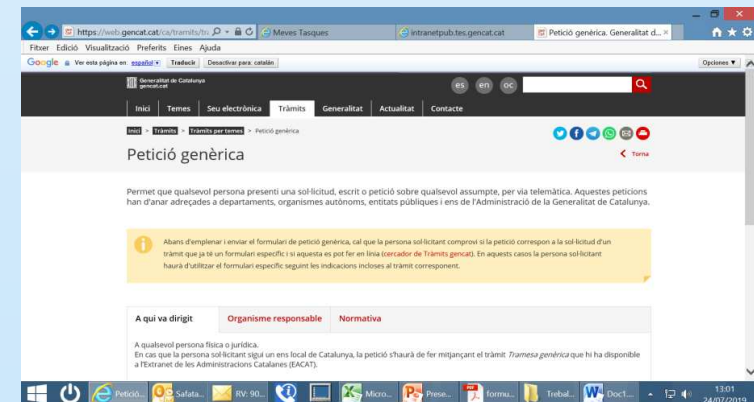 https://web.gencat.cat/ca/tramits/tr
Meves Tasques
intranetpub.tes.gencat.cat
Petició genèrica. Generalitat d...
Fitxer Edició Visualització Preferits Eines Ajuda
Google Ver esta página en: español Traducir Desactivar para: catalán Opciones ▼
Generalitat de Catalunya
gencat.cat
es en oc
Inici Temes Seu electrònica Tràmits Generalitat Actualitat Contacte
Inici > Tràmits > Tràmits per temes > Petició genèrica
Petició genèrica
Torna
Permet que qualsevol persona presenti una sol·licitud, escrit o petició sobre qualsevol assumpte, per via telemàtica. Aquestes peticions
han d'anar adreçades a departaments, organismes autònoms, entitats públiques i ens de l'Administració de la Generalitat de Catalunya.
Abans d'emplenar i enviar el formulari de petició genèrica, cal que la persona sol·licitant comprovi si la petició correspon a la sol·licitud d'un
tràmit que ja té un formulari específic i si aquesta es pot fer en línia (cercador de Tràmits gencat). En aquests casos la persona sol·licitant
haurà d'utilitzar el formulari específic seguint les indicacions incloses al tràmit corresponent.
A qui va dirigit Organisme responsable Normativa
A qualsevol persona física o jurídica.
En cas que la persona sol·licitant sigui un ens local de Catalunya, la petició s'haurà de fer mitjançant el tràmit Tramesa genèrica que hi ha disponible
a l'Extranet de les Administracions Catalanes (EACAT).
Petició... Safata... RV: 90... Micro... Prese... formu... Trebal... Doc1... 13:01
24/07/2019